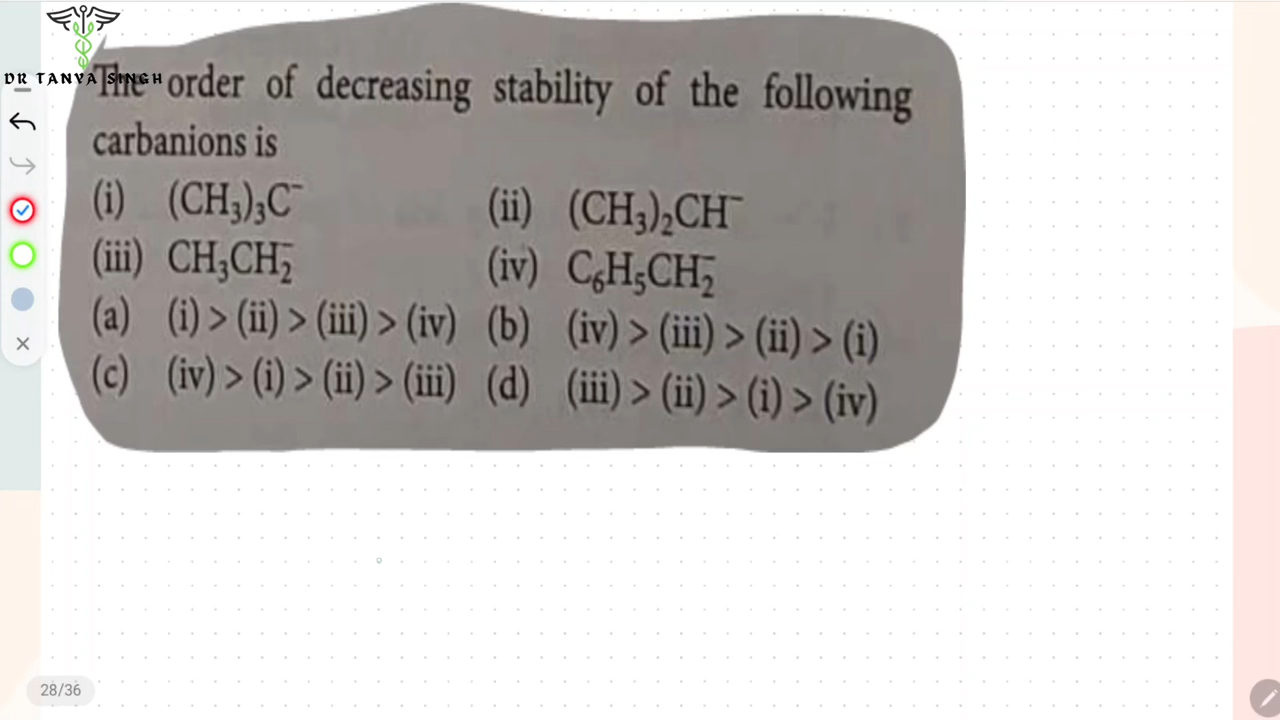 DR TANYA SINGH
The order of decreasing stability of the following
carbanions is
(i) (CH₃)₃C⁻ (ii) (CH₃)₂CH⁻
(iii) CH₃CH₂⁻ (iv) C₆H₅CH₂⁻
(a) (i) > (ii) > (iii) > (iv) (b) (iv) > (iii) > (ii) > (i)
(c) (iv) > (i) > (ii) > (iii) (d) (iii) > (ii) > (i) > (iv)
28/36